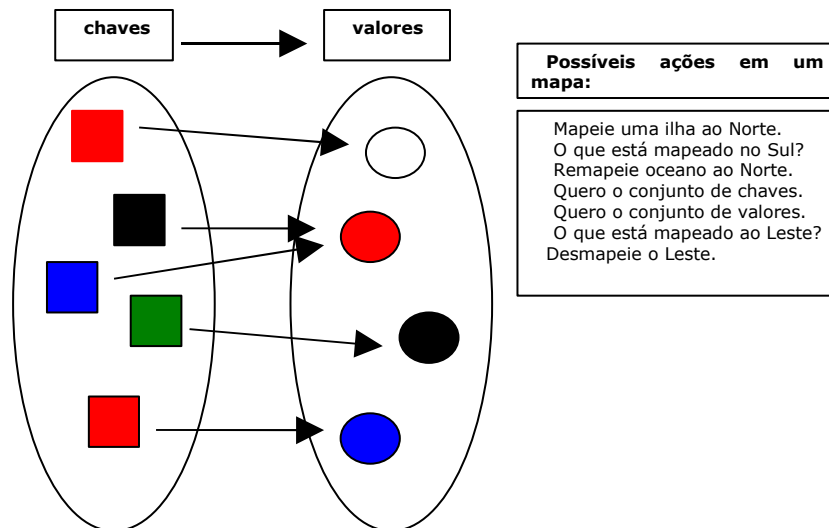 chaves
valores
Possíveis ações em um
mapa:
Mapeie uma ilha ao Norte.
O que está mapeado no Sul?
Remapeie oceano ao Norte.
Quero o conjunto de chaves.
Quero o conjunto de valores.
O que está mapeado ao Leste?
Desmapeie o Leste.